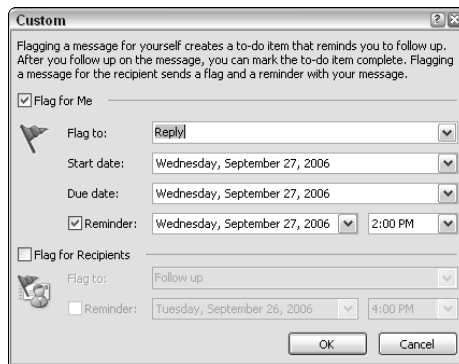 Custom
Flagging a message for yourself creates a to-do item that reminds you to follow up.
After you follow up on the message, you can mark the to-do item complete. Flagging
a message for the recipient sends a flag and a reminder with your message.
Flag for Me
Flag to: Reply
Start date: Wednesday, September 27, 2006
Due date: Wednesday, September 27, 2006
Reminder: Wednesday, September 27, 2006 2:00 PM
Flag for Recipients
Flag to: Follow up
Reminder: Tuesday, September 26, 2006 4:00 PM
OK Cancel